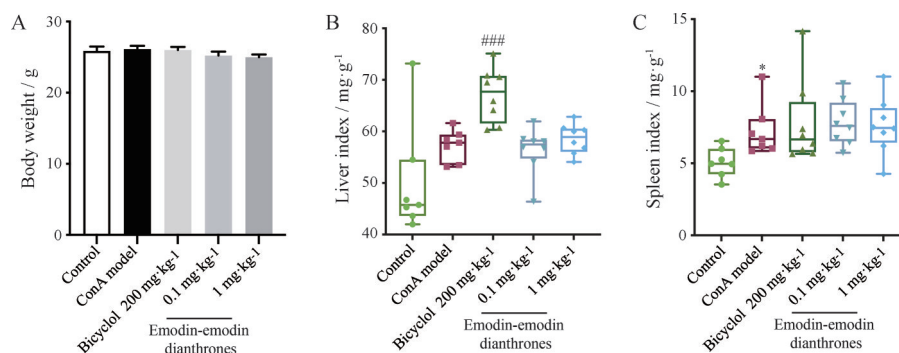 A
Body weight / g
30
20
10
0
Control
ConA model
Bicyclol 200 mg·kg-1
0.1 mg·kg-1
1 mg·kg-1
Emodin-emodin
dianthrones
B
Liver index / mg·g-1
80
70
60
50
40
###
Control
ConA model
Bicyclol 200 mg·kg-1
0.1 mg·kg-1
1 mg·kg-1
Emodin-emodin
dianthrones
C
Spleen index / mg·g-1
15
10
5
0
*
Control
ConA model
Bicyclol 200 mg·kg-1
0.1 mg·kg-1
1 mg·kg-1
Emodin-emodin
dianthrones